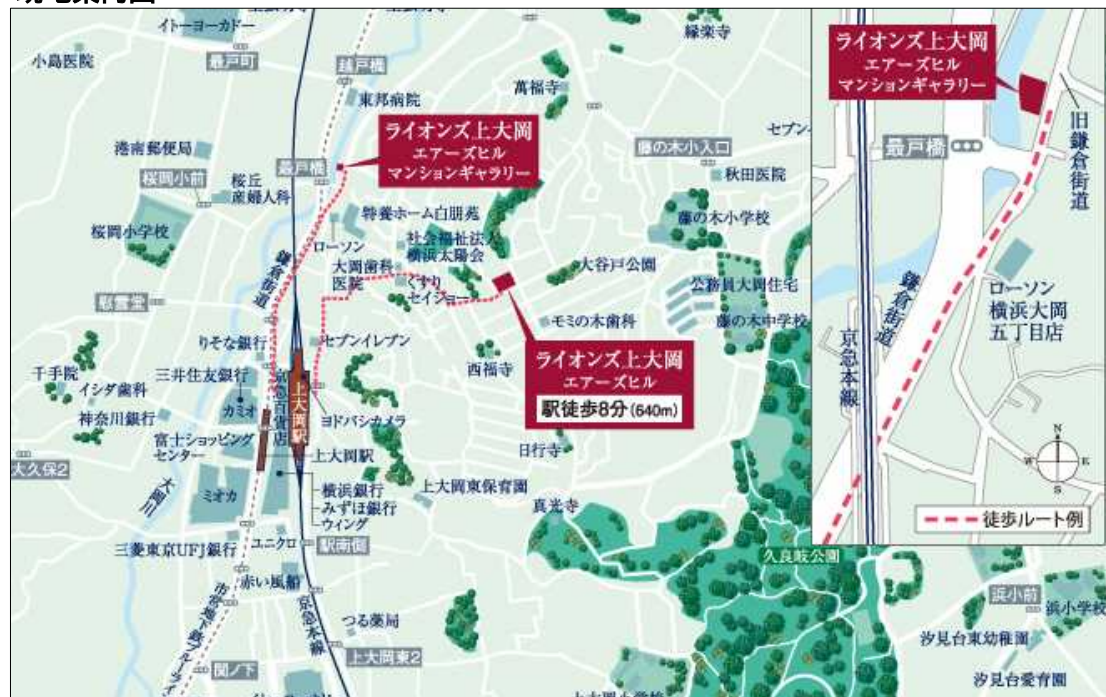 イトーヨーカドー
小島医院
最戸町
越戸橋
東邦病院
緑楽寺
萬福寺
ライオンズ上大岡
エアーズヒル
マンションギャラリー
港南郵便局
最戸橋
桜岡小前
桜丘
産婦人科
藤の木小入口
セブン
秋田医院
桜岡小学校
特養ホーム白朋苑
ローソン
社会福祉法人
横浜太陽会
大岡歯科
医院
くすり
セイジョー
藤の木小学校
大谷戸公園
公務員大岡住宅
藤の木中学校
モミの木歯科
鎌倉街道
りそな銀行
セブンイレブン
西福寺
ライオンズ上大岡
エアーズヒル
駅徒歩8分(640m)
千手院
イシダ歯科
三井住友銀行
カミオ
京急百貨店
上大岡駅
神奈川銀行
ヨドバシカメラ
富士ショッピング
センター
上大岡駅
日行寺
大久保2
大岡川
ミオカ
横浜銀行
みずほ銀行
ウィング
上大岡東保育園
真光寺
三菱東京UFJ銀行
ユニクロ
駅南側
久良岐公園
赤い風船
市営地下鉄ブルーライ
京急本線
つる薬局
上大岡東2
関ノ下
浜小前
浜小学校
汐見台東幼稚園
汐見台愛育園
ライオンズ上大岡
エアーズヒル
マンションギャラリー
最戸橋
旧鎌倉街道
鎌倉街道
ローソン
横浜大岡
五丁目店
京急本線
N
W
E
S
徒歩ルート例